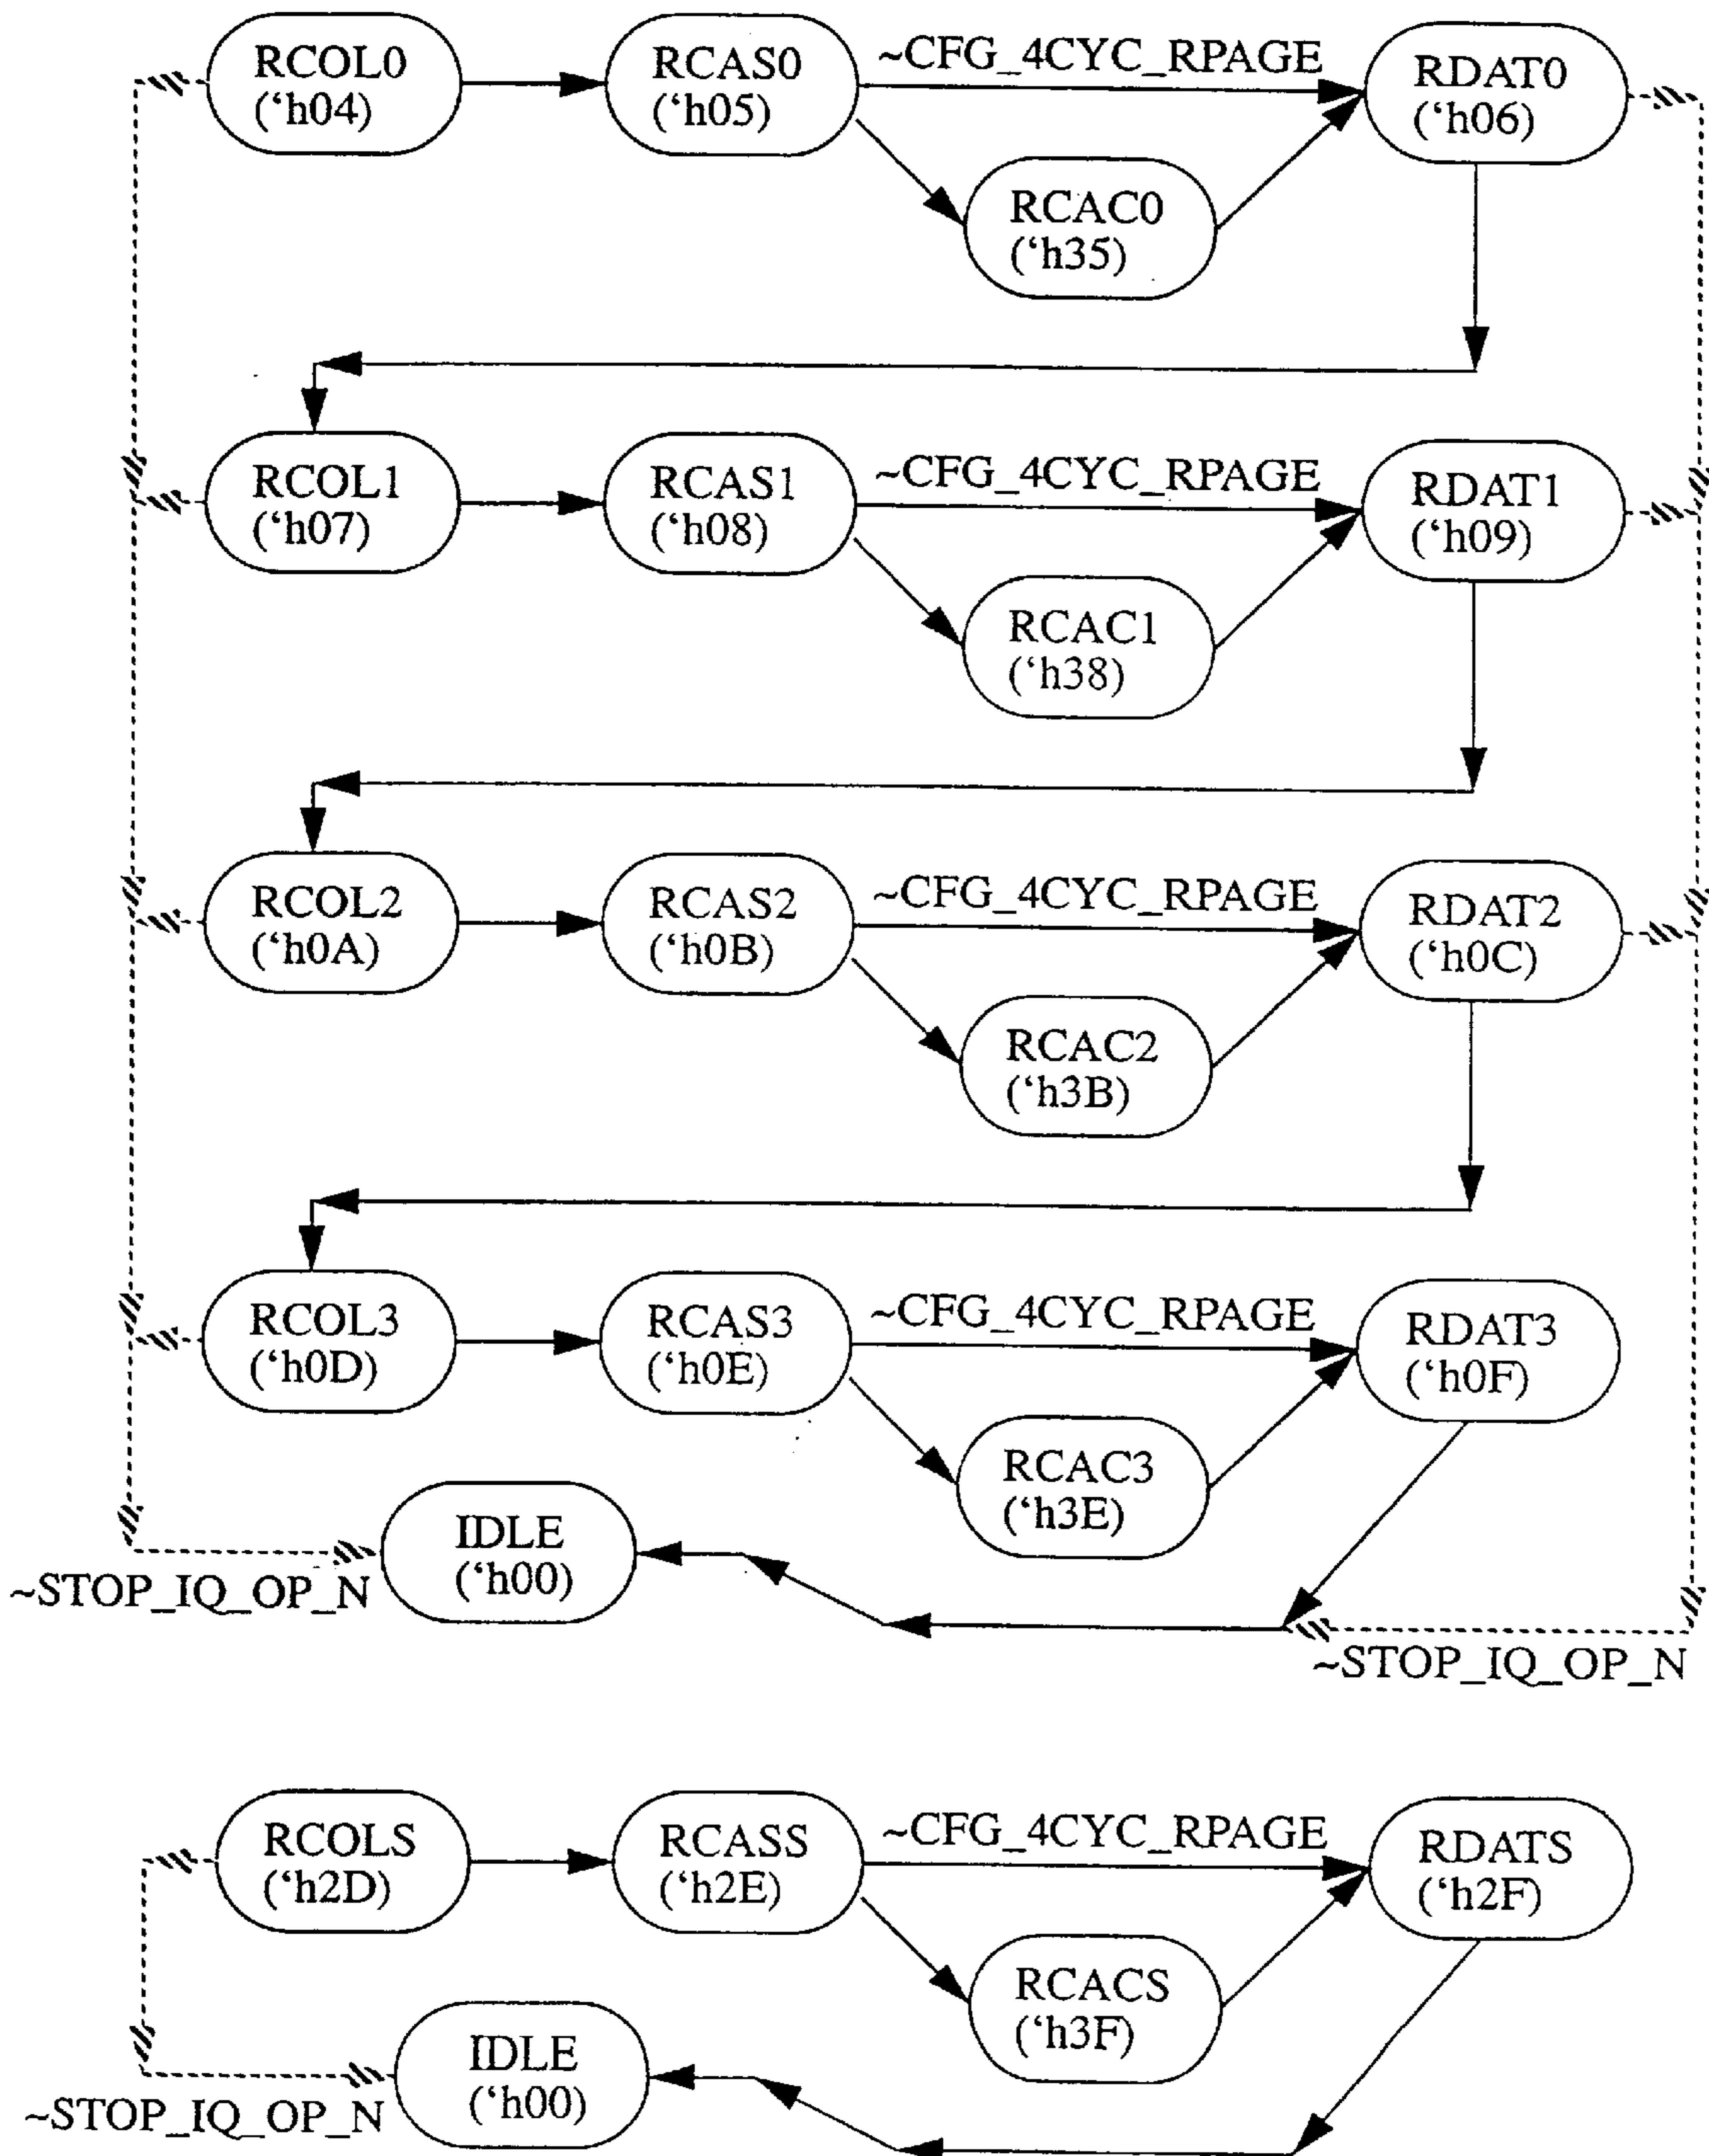 RCOL0
(‘h04)
RCAS0
(‘h05)
~CFG_4CYC_RPAGE
RDAT0
(‘h06)
RCAC0
(‘h35)
RCOL1
(‘h07)
RCAS1
(‘h08)
~CFG_4CYC_RPAGE
RDAT1
(‘h09)
RCAC1
(‘h38)
RCOL2
(‘h0A)
RCAS2
(‘h0B)
~CFG_4CYC_RPAGE
RDAT2
(‘h0C)
RCAC2
(‘h3B)
RCOL3
(‘h0D)
RCAS3
(‘h0E)
~CFG_4CYC_RPAGE
RDAT3
(‘h0F)
RCAC3
(‘h3E)
IDLE
(‘h00)
~STOP_IQ_OP_N
~STOP_IQ_OP_N
RCOLS
(‘h2D)
RCASS
(‘h2E)
~CFG_4CYC_RPAGE
RDATS
(‘h2F)
RCACS
(‘h3F)
IDLE
(‘h00)
~STOP_IQ_OP_N